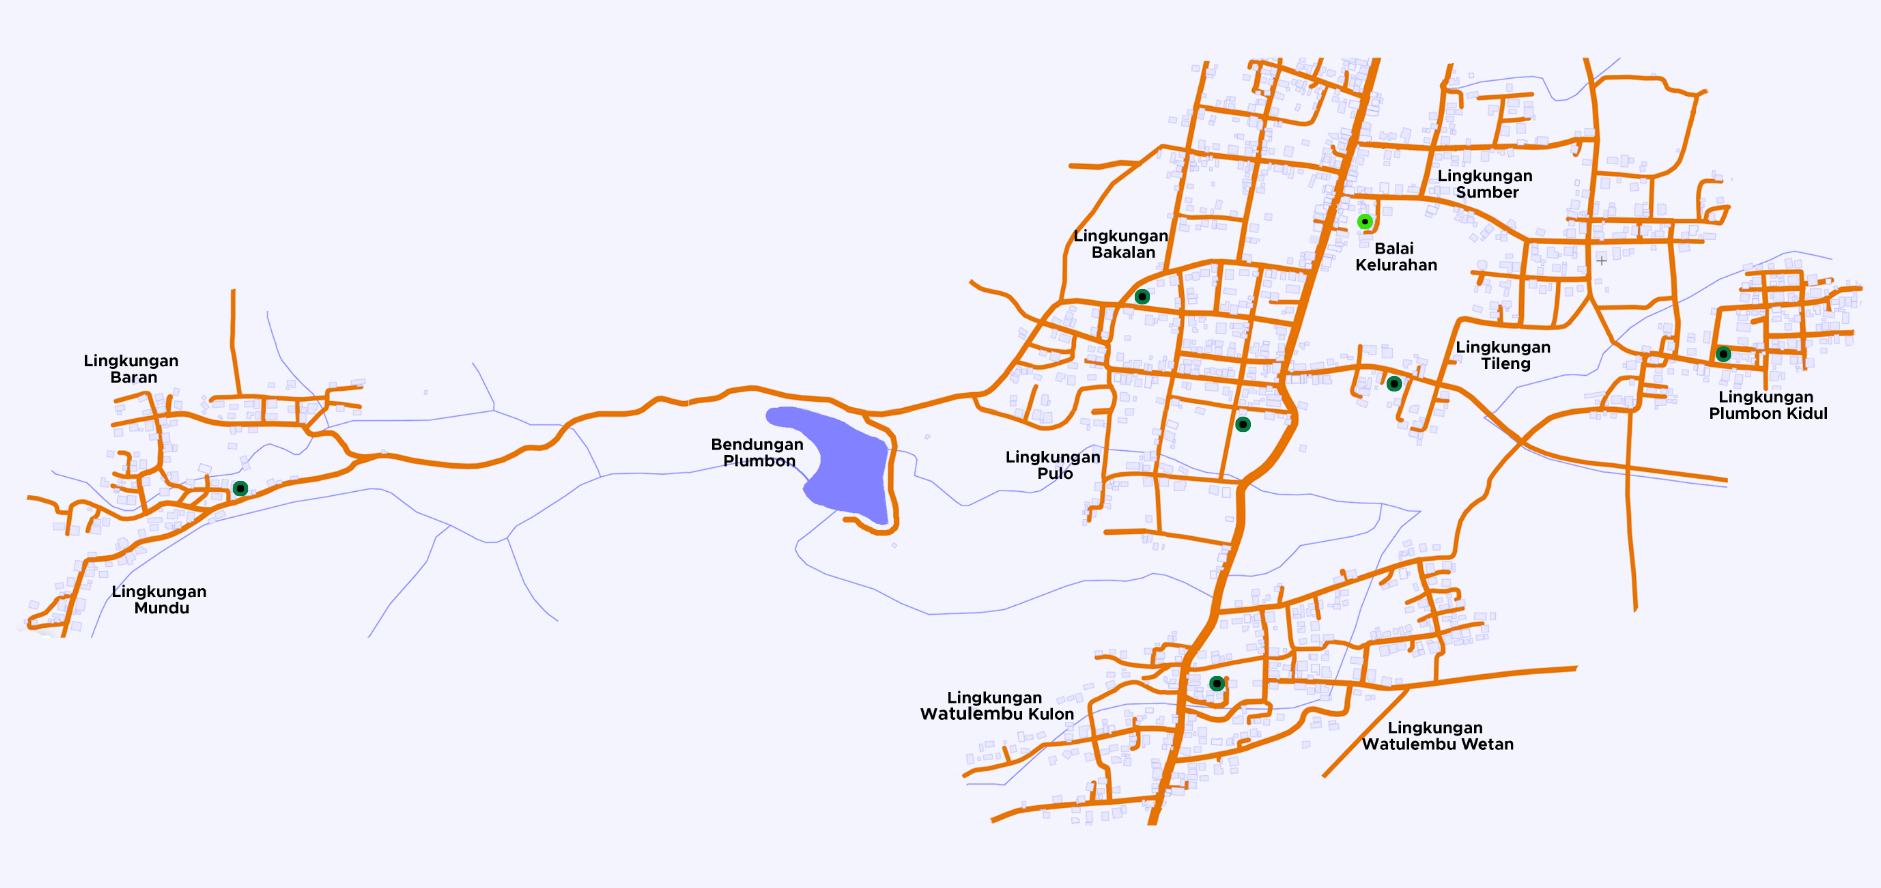 Lingkungan
Sumber
Lingkungan
Bakalan
Balai
Kelurahan
Lingkungan
Baran
Lingkungan
Tileng
Lingkungan
Plumbon Kidul
Bendungan
Plumbon
Lingkungan
Pulo
Lingkungan
Mundu
Lingkungan
Watulembu Kulon
Lingkungan
Watulembu Wetan